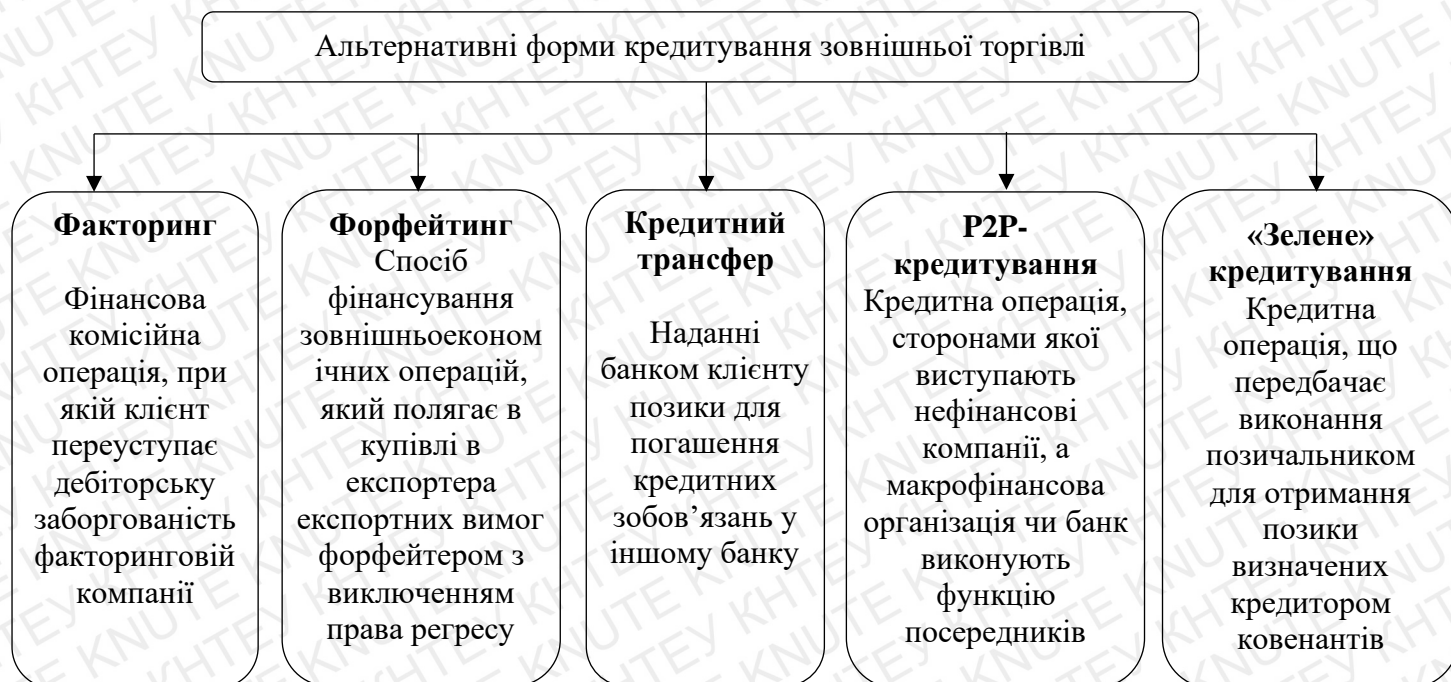 Альтернативні форми кредитування зовнішньої торгівлі
Факторинг
Фінансова
комісійна
операція, при
якій клієнт
переуступає
дебіторську
заборгованість
факторинговій
компанії
Форфейтинг
Спосіб
фінансування
зовнішньоеконом
ічних операцій,
який полягає в
купівлі в
експортера
експортних вимог
форфейтером з
виключенням
права регресу
Кредитний
трансфер
Наданні
банком клієнту
позики для
погашення
кредитних
зобов’язань у
іншому банку
P2P-
кредитування
Кредитна операція,
сторонами якої
виступають
нефінансові
компанії, а
макрофінансова
організація чи банк
виконують
функцію
посередників
«Зелене»
кредитування
Кредитна
операція, що
передбачає
виконання
позичальником
для отримання
позики
визначених
кредитором
ковенантів